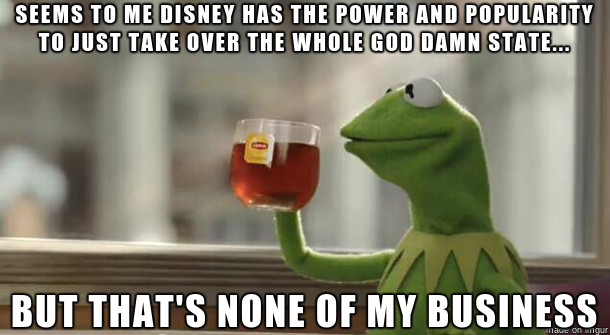 SEEMS TO ME DISNEY HAS THE POWER AND POPULARITY
TO JUST TAKE OVER THE WHOLE GOD DAMN STATE...
Lipton
BUT THAT'S NONE OF MY BUSINESS
made on imgur